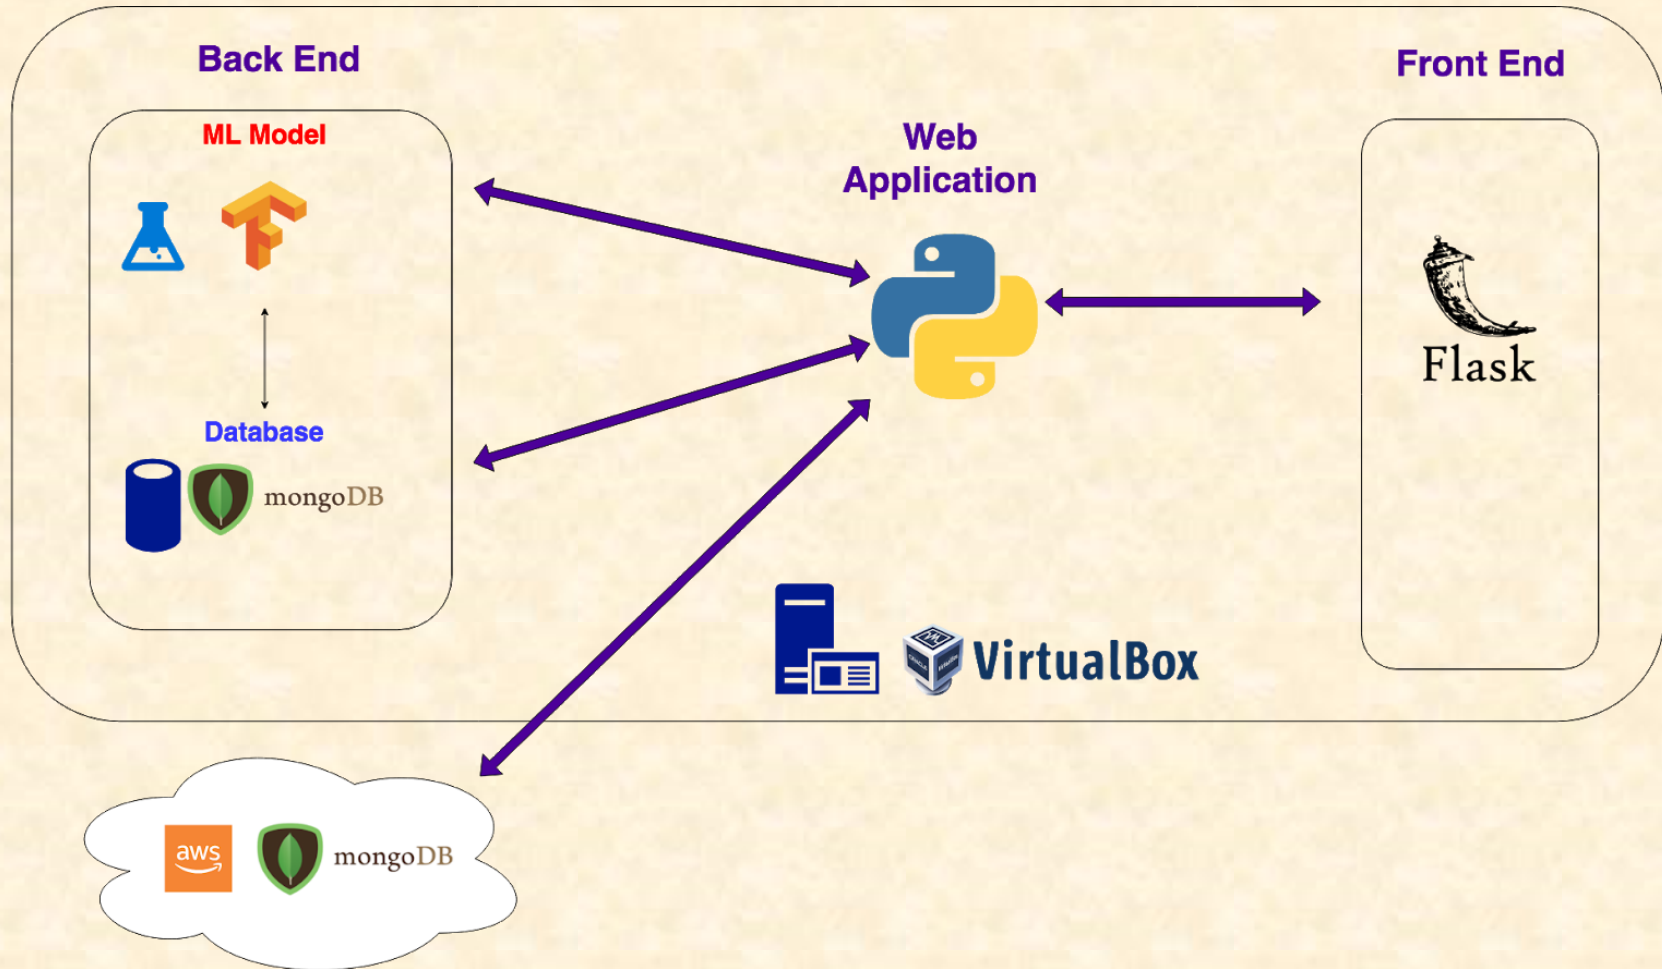 Back End
Front End
ML Model
Web
Application
Flask
Database
mongoDB
VirtualBox
aws
mongoDB